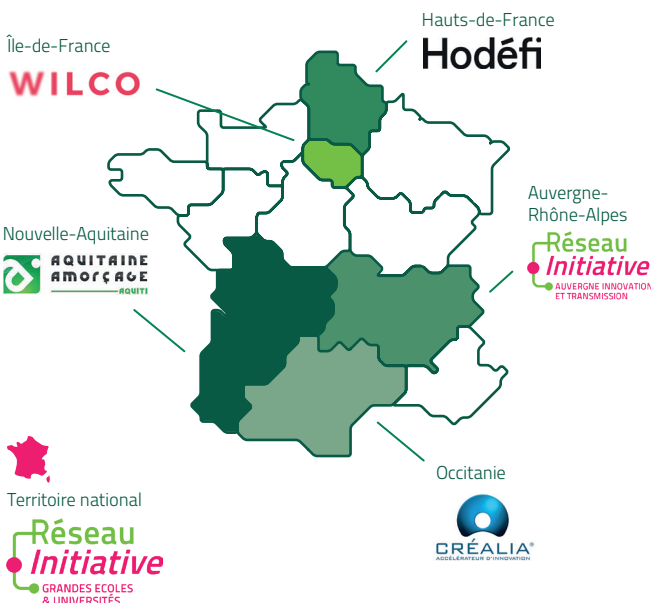 Hauts-de-France
Hodéfi
Île-de-France
WILCO
Auvergne-
Rhône-Alpes
Réseau
Initiative
AUVERGNE INNOVATION
ET TRANSMISSION
Nouvelle-Aquitaine
AQUITAINE
AMORÇAGE
AQUITI
Occitanie
CRÉALIA®
ACCÉLÉRATEUR D'INNOVATION
Territoire national
Réseau
Initiative
GRANDES ECOLES
& UNIVERSITÉS